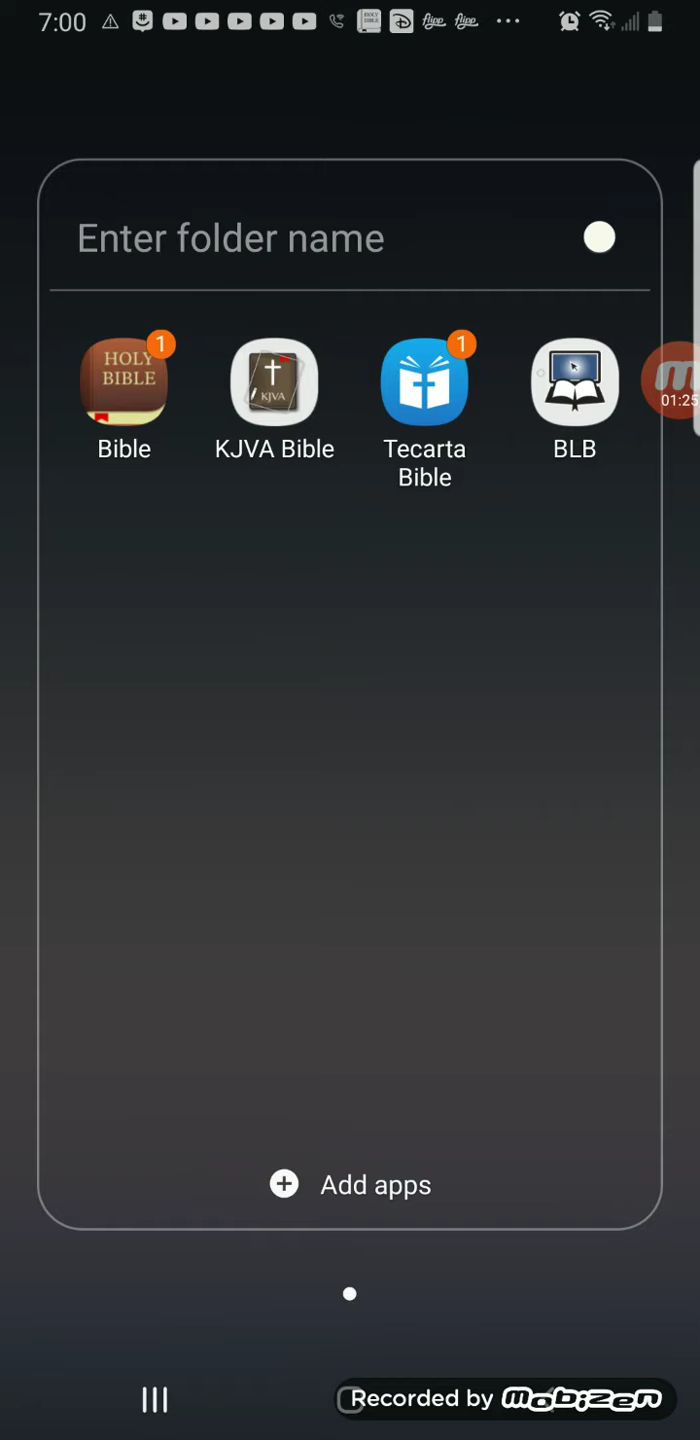 7:00
Enter folder name
1
1
HOLY
BIBLE
KJVA
01:25
Bible
KJVA Bible
Tecarta
Bible
BLB
Add apps
Recorded by mobizen